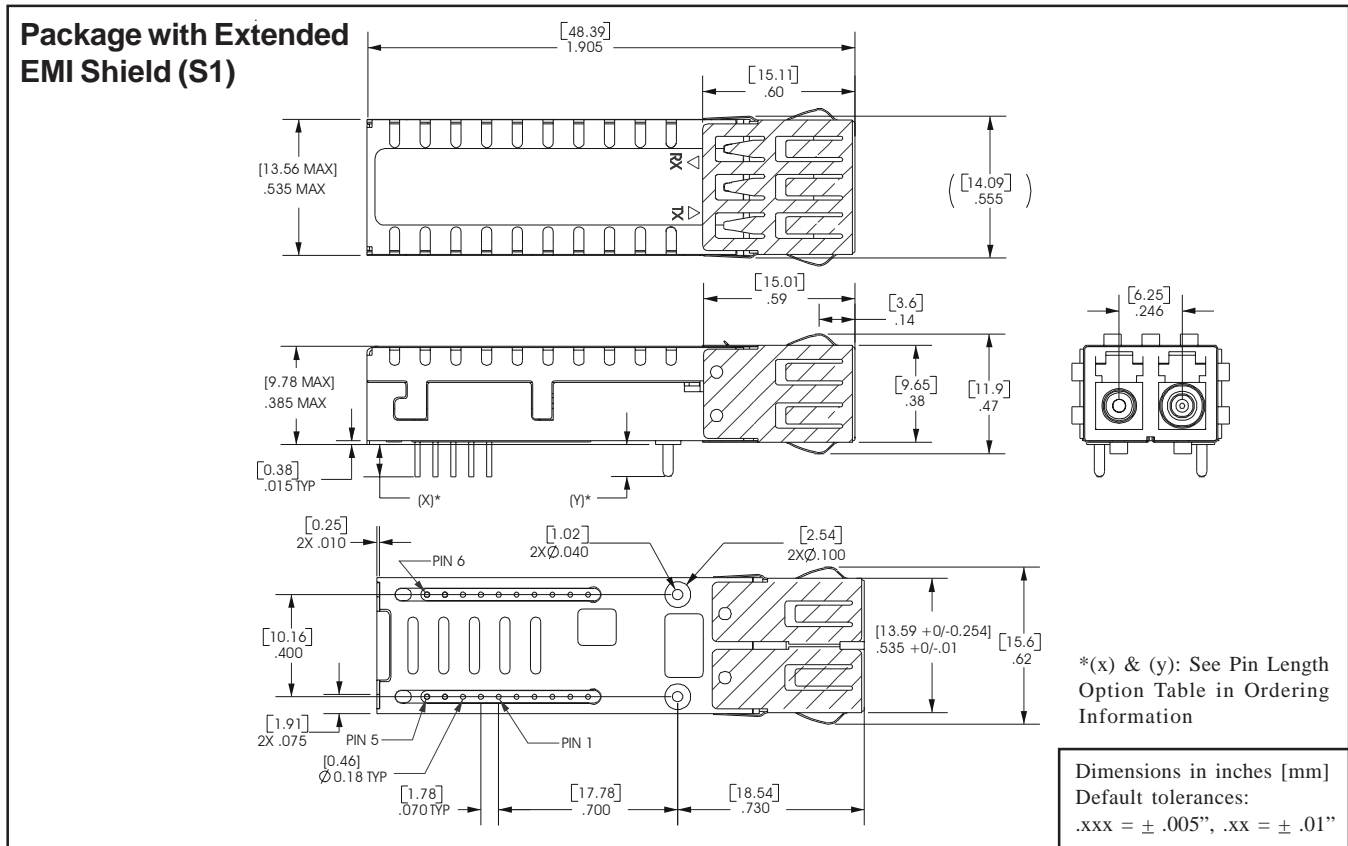 Package with Extended
EMI Shield (S1)
[48.39]
1.905
[15.11]
.60
[13.56 MAX]
.535 MAX
RX
TX
([14.09]
.555)
[15.01]
.59
[3.6]
.14
[6.25]
.246
[9.78 MAX]
.385 MAX
[9.65]
.38
[11.9]
.47
[0.38]
.015 TYP
(X)*
(Y)*
[0.25]
2X .010
PIN 6
[1.02]
2XØ.040
[2.54]
2XØ.100
[10.16]
.400
[13.59 +0/-0.254]
.535 +0/-.01
[15.6]
.62
*(x) & (y): See Pin Length
Option Table in Ordering
Information
[1.91]
2X .075
PIN 5
PIN 1
[0.46]
Ø 0.18 TYP
[1.78]
.070 TYP
[17.78]
.700
[18.54]
.730
Dimensions in inches [mm]
Default tolerances:
.xxx = ± .005”, .xx = ± .01”